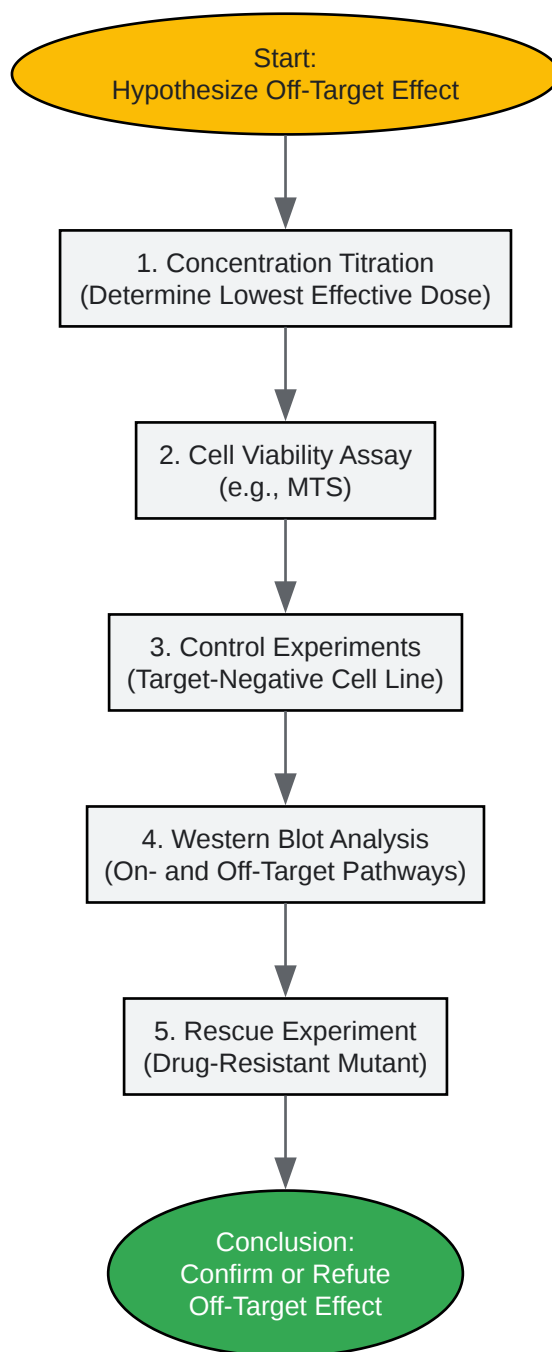 Start:
Hypothesize Off-Target Effect
1. Concentration Titration
(Determine Lowest Effective Dose)
2. Cell Viability Assay
(e.g., MTS)
3. Control Experiments
(Target-Negative Cell Line)
4. Western Blot Analysis
(On- and Off-Target Pathways)
5. Rescue Experiment
(Drug-Resistant Mutant)
Conclusion:
Confirm or Refute
Off-Target Effect